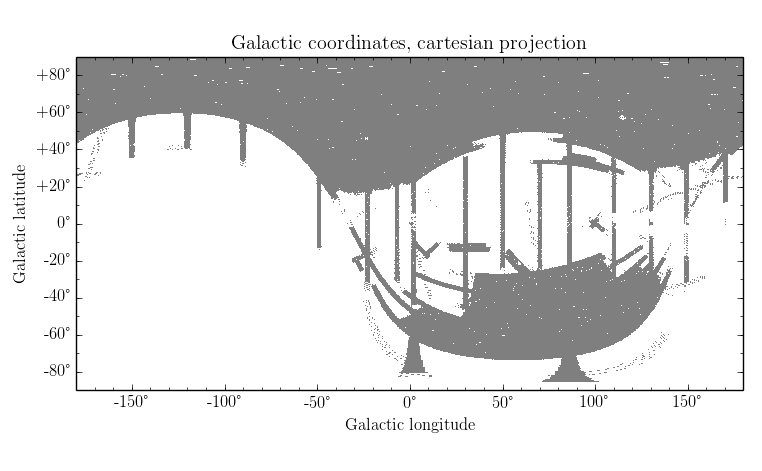 Galactic coordinates, cartesian projection
+80°
+60°
+40°
+20°
0°
-20°
-40°
-60°
-80°
Galactic latitude
-150° -100° -50° 0° 50° 100° 150°
Galactic longitude